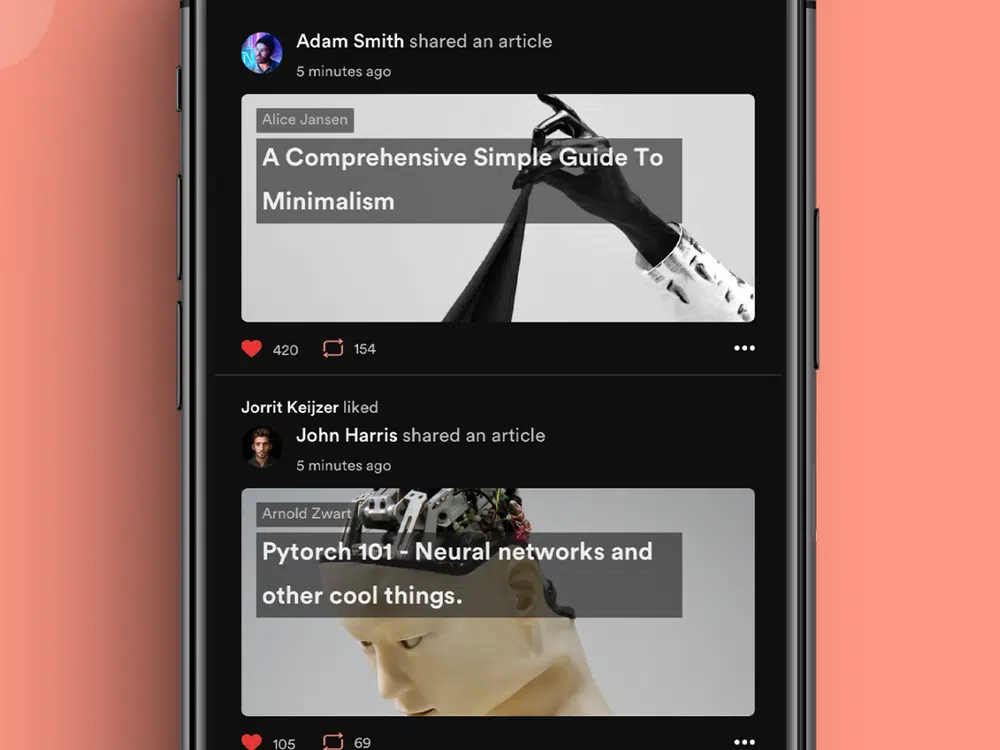 Adam Smith shared an article
5 minutes ago
Alice Jansen
A Comprehensive Simple Guide To
Minimalism
420 154
Jorrit Keijzer liked
John Harris shared an article
5 minutes ago
Arnold Zwart
Pytorch 101 - Neural networks and
other cool things.
105 69